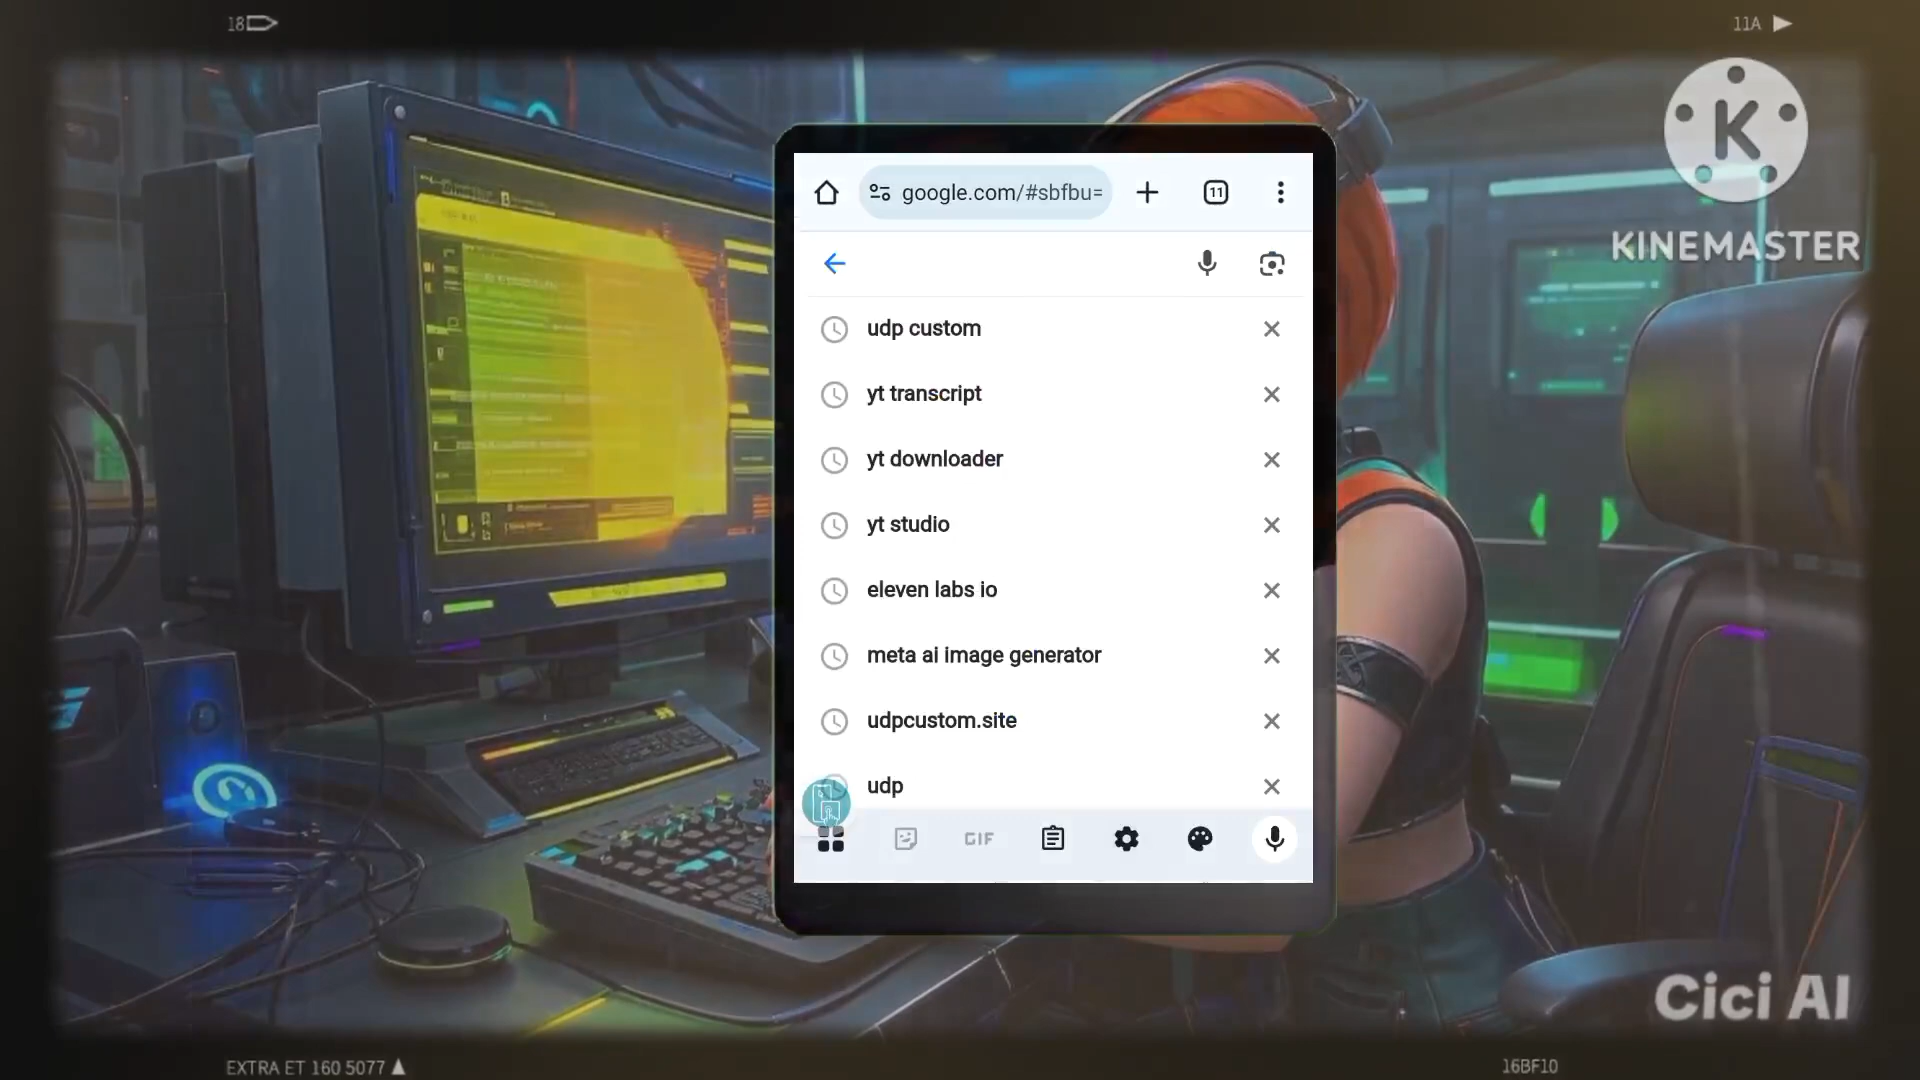 18
11A
K
KINEMASTER
google.com/#sbfbu=
11
udp custom
yt transcript
yt downloader
yt studio
eleven labs io
meta ai image generator
udpcustom.site
udp
GIF
Cici AI
EXTRA ET 160 5077
16BF10